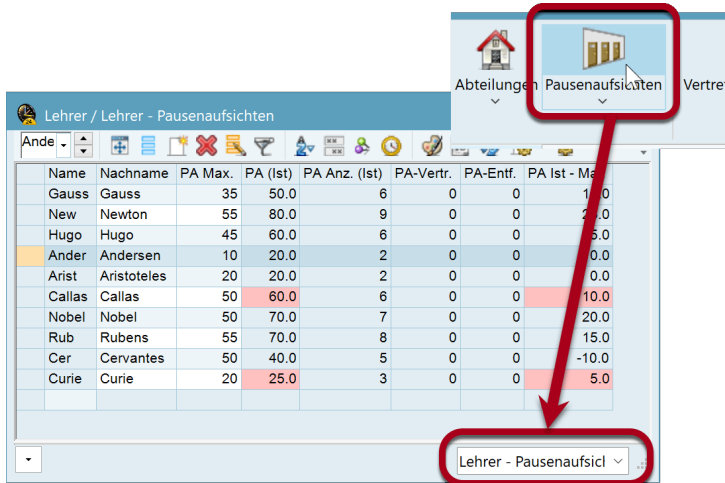 Abteilungen Pausenaufsichten Vertre
Lehrer / Lehrer - Pausenaufsichten
Ande
Name Nachname PA Max. PA (Ist) PA Anz. (Ist) PA-Vertr. PA-Entf. PA Ist -
Gauss Gauss 35 50.0 6 0 0
New Newton 55 80.0 9 0 0
Hugo Hugo 45 60.0 6 0 0
Ander Andersen 10 20.0 2 0 0
Arist Aristoteles 20 20.0 2 0 0 0.0
Callas Callas 50 60.0 6 0 0 10.0
Nobel Nobel 50 70.0 7 0 0 20.0
Rub Rubens 55 70.0 8 0 0 15.0
Cer Cervantes 50 40.0 5 0 0 -10.0
Curie Curie 20 25.0 3 0 0 5.0
Lehrer - Pausenaufsicl